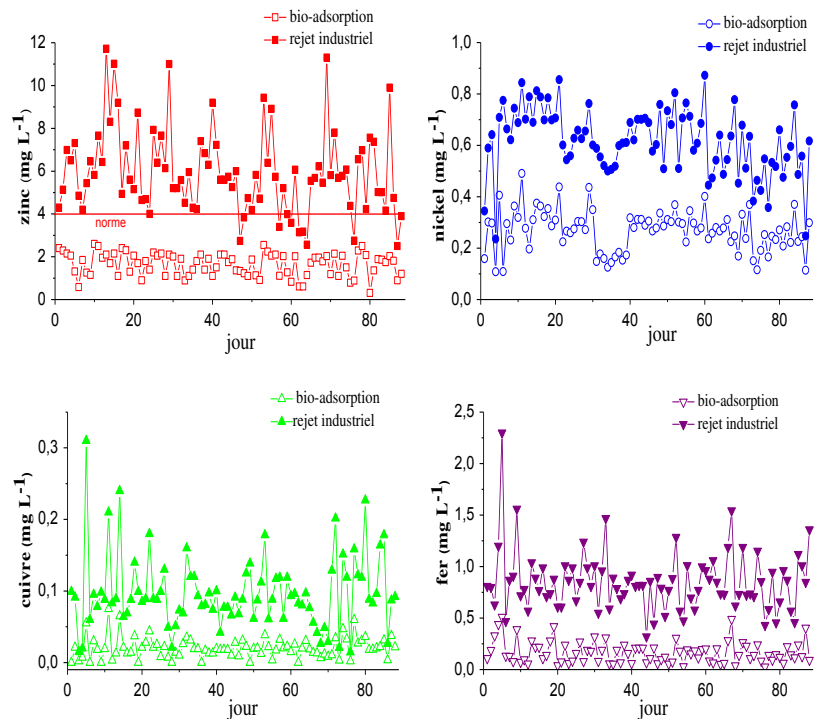 bio-adsorption
rejet industriel
12
10
8
6
4
2
0
zinc (mg L⁻¹)
norme
0 20 40 60 80
jour
bio-adsorption
rejet industriel
1,0
0,8
0,6
0,4
0,2
0,0
nickel (mg L⁻¹)
0 20 40 60 80
jour
bio-adsorption
rejet industriel
0,3
0,2
0,1
0,0
cuivre (mg L⁻¹)
0 20 40 60 80
jour
bio-adsorption
rejet industriel
2,5
2,0
1,5
1,0
0,5
0,0
fer (mg L⁻¹)
0 20 40 60 80
jour